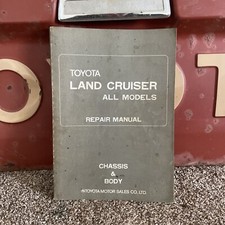 TOYOTA
LAND CRUISER
ALL MODELS
REPAIR MANUAL
CHASSIS
&
BODY
TOYOTA MOTOR SALES CO., LTD.